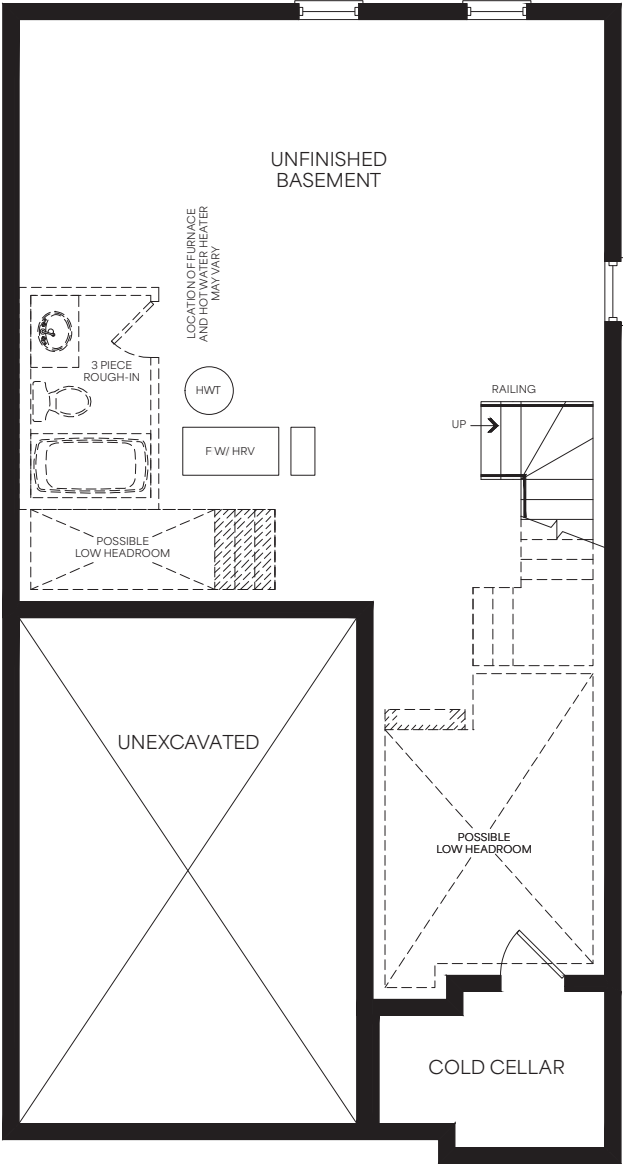 UNFINISHED
BASEMENT
LOCATION OF FURNACE
AND HOT WATER HEATER
MAY VARY
3 PIECE
ROUGH-IN
HWT
RAILING
UP
F W/ HRV
POSSIBLE
LOW HEADROOM
UNEXCAVATED
POSSIBLE
LOW HEADROOM
COLD CELLAR